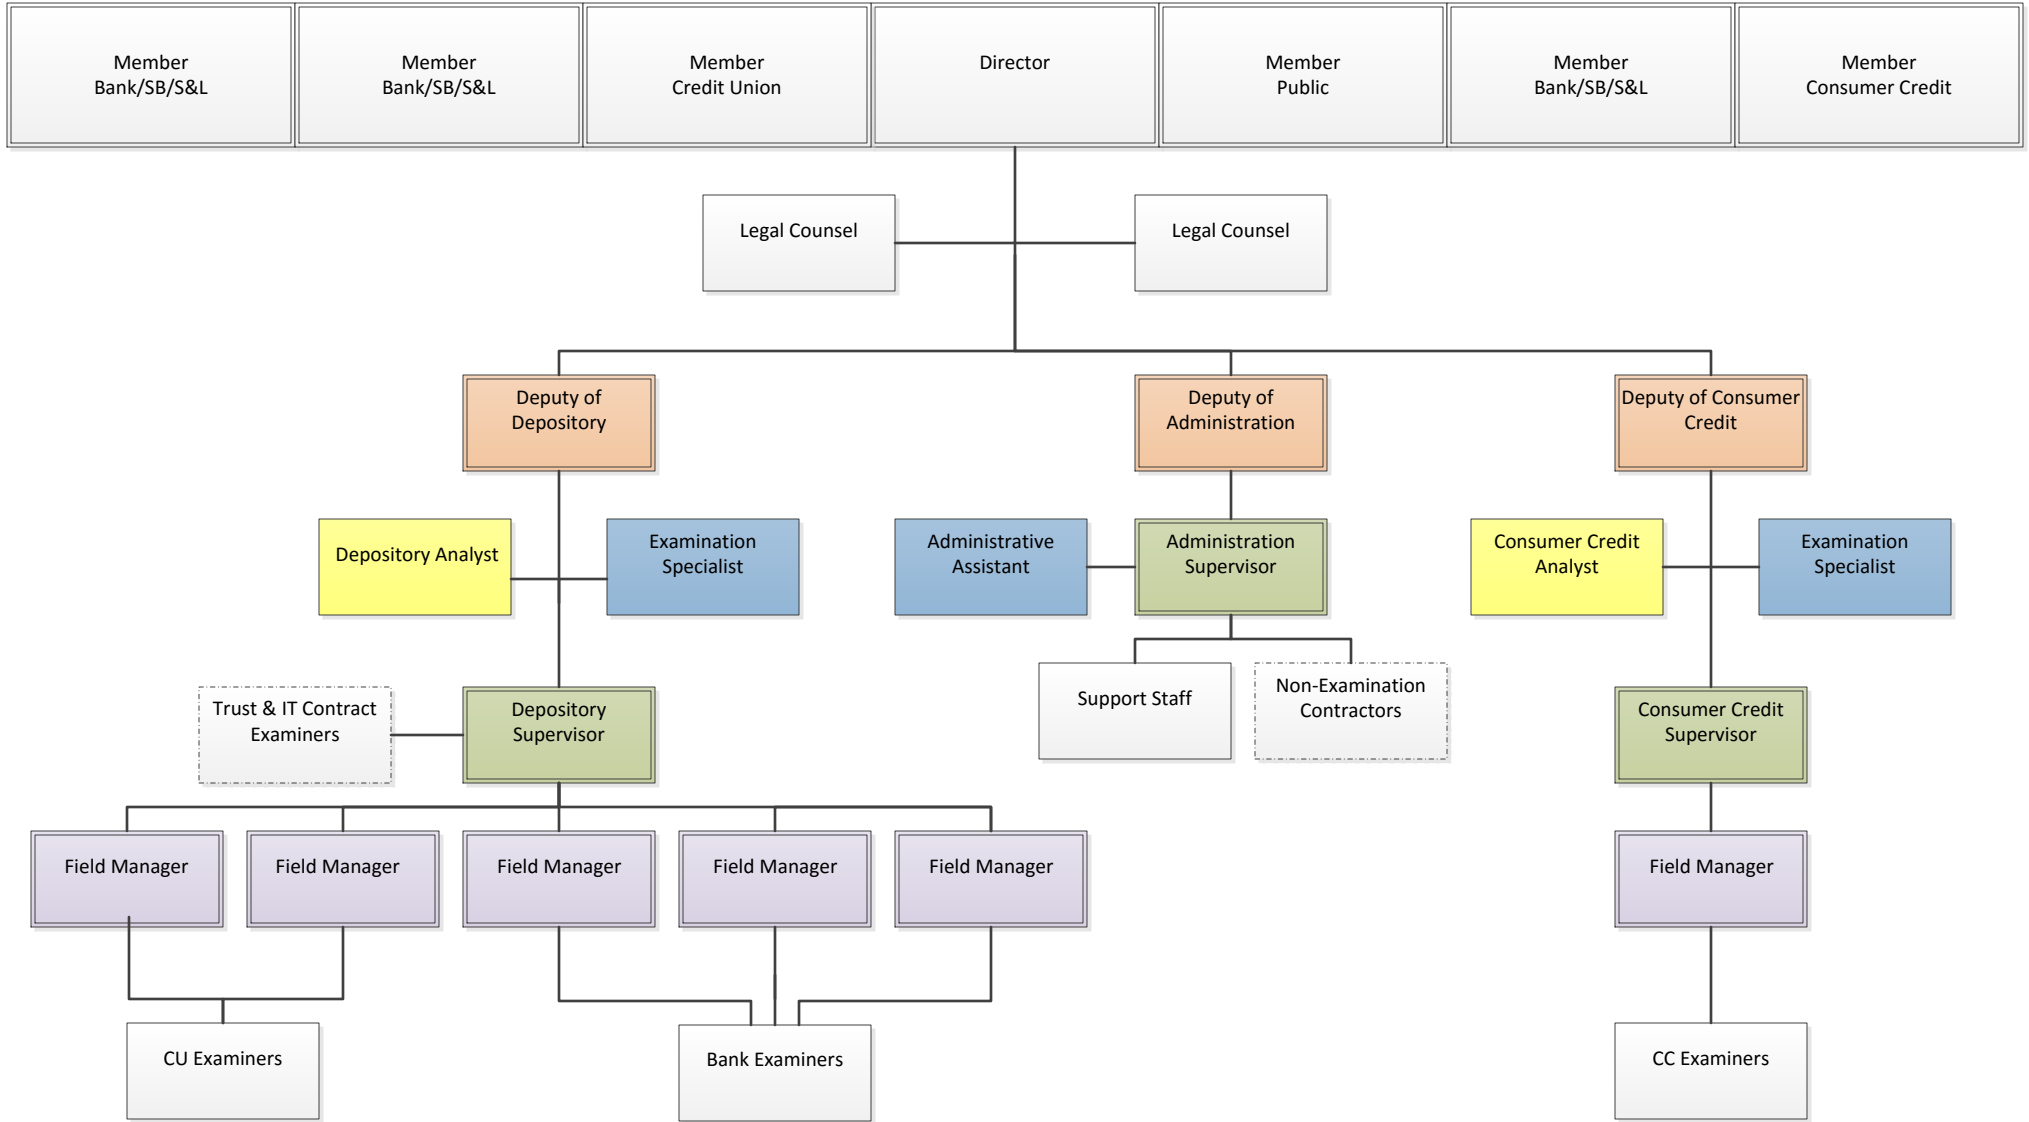 Member
Bank/SB/S&L
Member
Bank/SB/S&L
Member
Credit Union
Director
Member
Public
Member
Bank/SB/S&L
Member
Consumer Credit
Legal Counsel
Legal Counsel
Deputy of
Depository
Deputy of
Administration
Deputy of Consumer
Credit
Depository Analyst
Examination
Specialist
Administrative
Assistant
Administration
Supervisor
Consumer Credit
Analyst
Examination
Specialist
Trust & IT Contract
Examiners
Depository
Supervisor
Support Staff
Non-Examination
Contractors
Consumer Credit
Supervisor
Field Manager
Field Manager
Field Manager
Field Manager
Field Manager
Field Manager
CU Examiners
Bank Examiners
CC Examiners